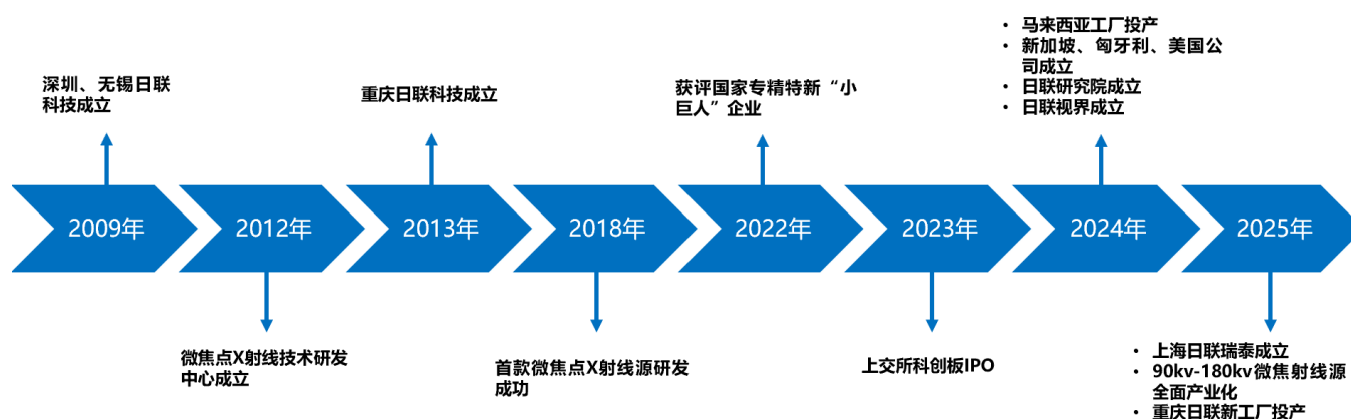 深圳、无锡日联
科技成立
重庆日联科技成立
获评国家专精特新“小
巨人”企业
• 马来西亚工厂投产
• 新加坡、匈牙利、美国公
司成立
• 日联研究院成立
• 日联视界成立
2009年
2012年
2013年
2018年
2022年
2023年
2024年
2025年
微焦点X射线技术研发
中心成立
首款微焦点X射线源研发
成功
上交所科创板IPO
• 上海日联瑞泰成立
• 90kv-180kv微焦射线源
全面产业化
• 重庆日联新工厂投产